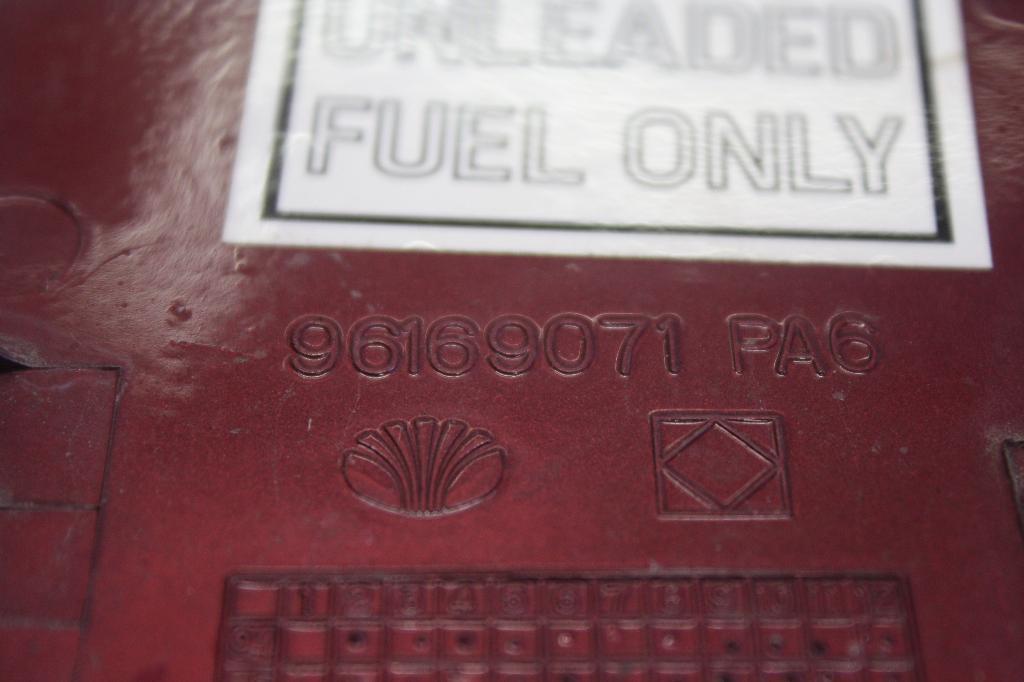 UNLEADED
FUEL ONLY
96169071 PA6
1 2 3 4 5 6 7 8 9 10 11 12